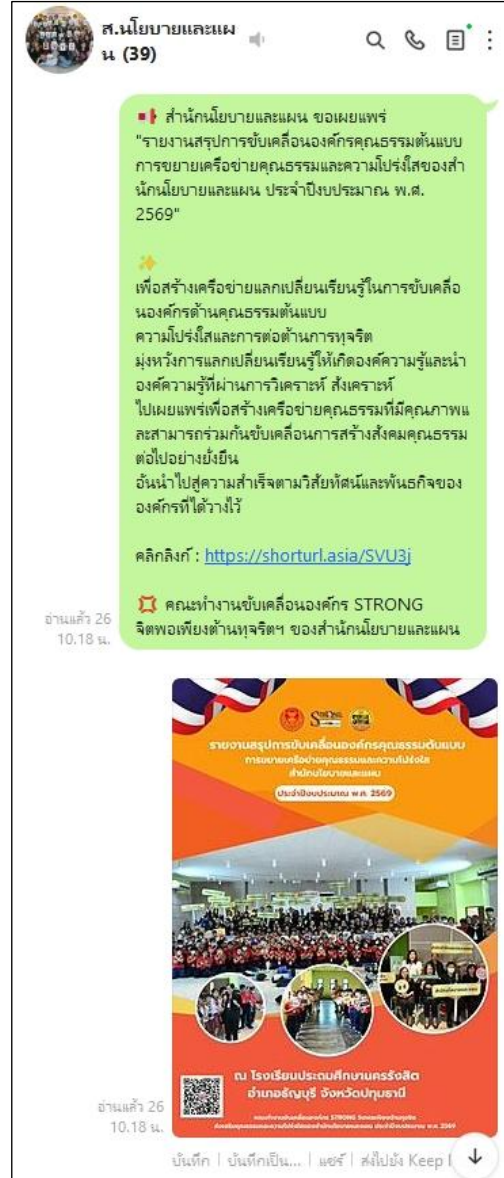 ส.นโยบายและแผ
น (39)
สำนักนโยบายและแผน ขอเผยแพร่
"รายงานสรุปการขับเคลื่อนองค์กรคุณธรรมต้นแบบ
การขยายเครือข่ายคุณธรรมและความโปร่งใสของสำ
นักนโยบายและแผน ประจำปีงบประมาณ พ.ศ.
2569"
เพื่อสร้างเครือข่ายแลกเปลี่ยนเรียนรู้ในการขับเคลื่อ
นองค์กรด้านคุณธรรมต้นแบบ
ความโปร่งใสและการต่อต้านการทุจริต
มุ่งหวังการแลกเปลี่ยนเรียนรู้ให้เกิดองค์ความรู้และนำ
องค์ความรู้ที่ผ่านการวิเคราะห์ สังเคราะห์
ไปเผยแพร่เพื่อสร้างเครือข่ายคุณธรรมที่มีคุณภาพแ
ละสามารถร่วมกันขับเคลื่อนการสร้างสังคมคุณธรรม
ต่อไปอย่างยั่งยืน
อันนำไปสู่ความสำเร็จตามวิสัยทัศน์และพันธกิจของ
องค์กรที่ได้วางไว้
คลิกลิงก์ : https://shorturl.asia/SVU3j
คณะทำงานขับเคลื่อนองค์กร STRONG
จิตพอเพียงต้านทุจริตฯ ของสำนักนโยบายและแผน
อ่านแล้ว 26
10.18 น.
STRONG
รายงานสรุปการขับเคลื่อนองค์กรคุณธรรมต้นแบบ
การขยายเครือข่ายคุณธรรมและความโปร่งใส
สำนักนโยบายและแผน
ประจำปีงบประมาณ พ.ศ. 2569
ณ โรงเรียนประถมศึกษานครรังสิต
อำเภอธัญบุรี จังหวัดปทุมธานี
อ่านแล้ว 26
10.18 น.
บันทึก | บันทึกเป็น... | แชร์ | ส่งไปยัง Keep